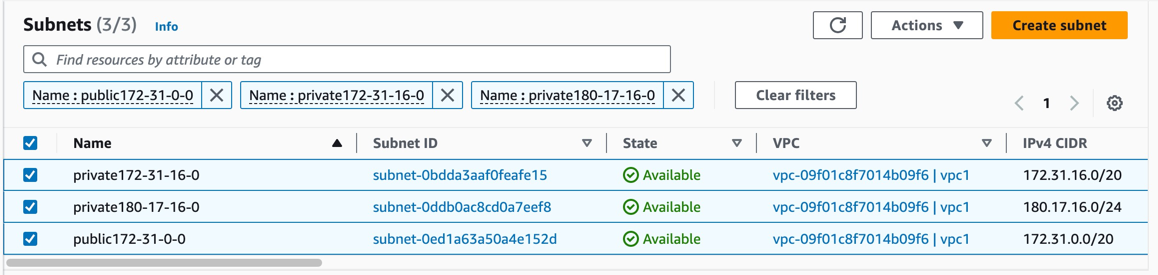 Subnets (3/3) Info Actions Create subnet
Find resources by attribute or tag
Name : public172-31-0-0 Name : private172-31-16-0 Name : private180-17-16-0 Clear filters
1
Name Subnet ID State VPC IPv4 CIDR
private172-31-16-0 subnet-0bdda3aaf0feafe15 Available vpc-09f01c8f7014b09f6 | vpc1 172.31.16.0/20
private180-17-16-0 subnet-0ddb0ac8cd0a7eef8 Available vpc-09f01c8f7014b09f6 | vpc1 180.17.16.0/24
public172-31-0-0 subnet-0ed1a63a50a4e152d Available vpc-09f01c8f7014b09f6 | vpc1 172.31.0.0/20